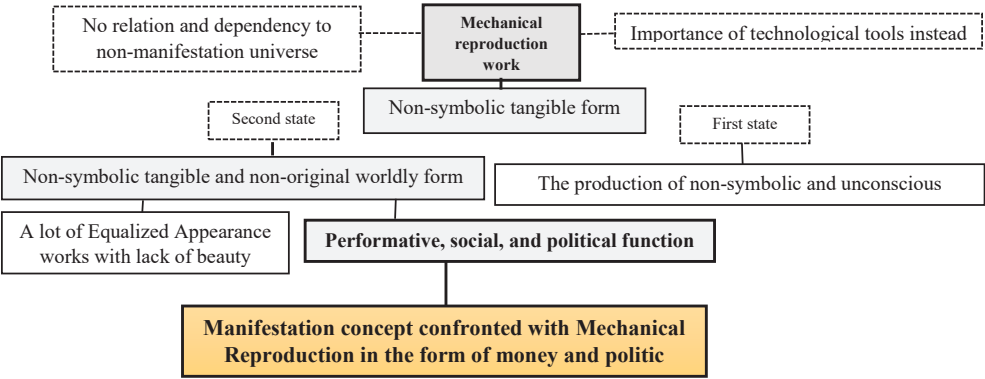 No relation and dependency to
non-manifestation universe
Mechanical
reproduction
work
Importance of technological tools instead
Non-symbolic tangible form
Second state
First state
Non-symbolic tangible and non-original worldly form
The production of non-symbolic and unconscious
A lot of Equalized Appearance
works with lack of beauty
Performative, social, and political function
Manifestation concept confronted with Mechanical
Reproduction in the form of money and politic